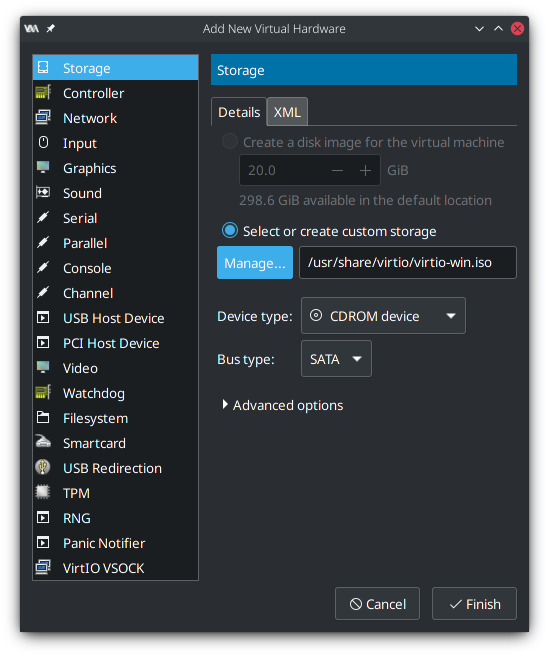 Add New Virtual Hardware
Storage
Controller
Network
Input
Graphics
Sound
Serial
Parallel
Console
Channel
USB Host Device
PCI Host Device
Video
Watchdog
Filesystem
Smartcard
USB Redirection
TPM
RNG
Panic Notifier
VirtIO VSOCK
Storage
Details XML
Create a disk image for the virtual machine
20.0 − + GiB
298.6 GiB available in the default location
Select or create custom storage
Manage... /usr/share/virtio/virtio-win.iso
Device type: CDROM device
Bus type: SATA
Advanced options
Cancel Finish